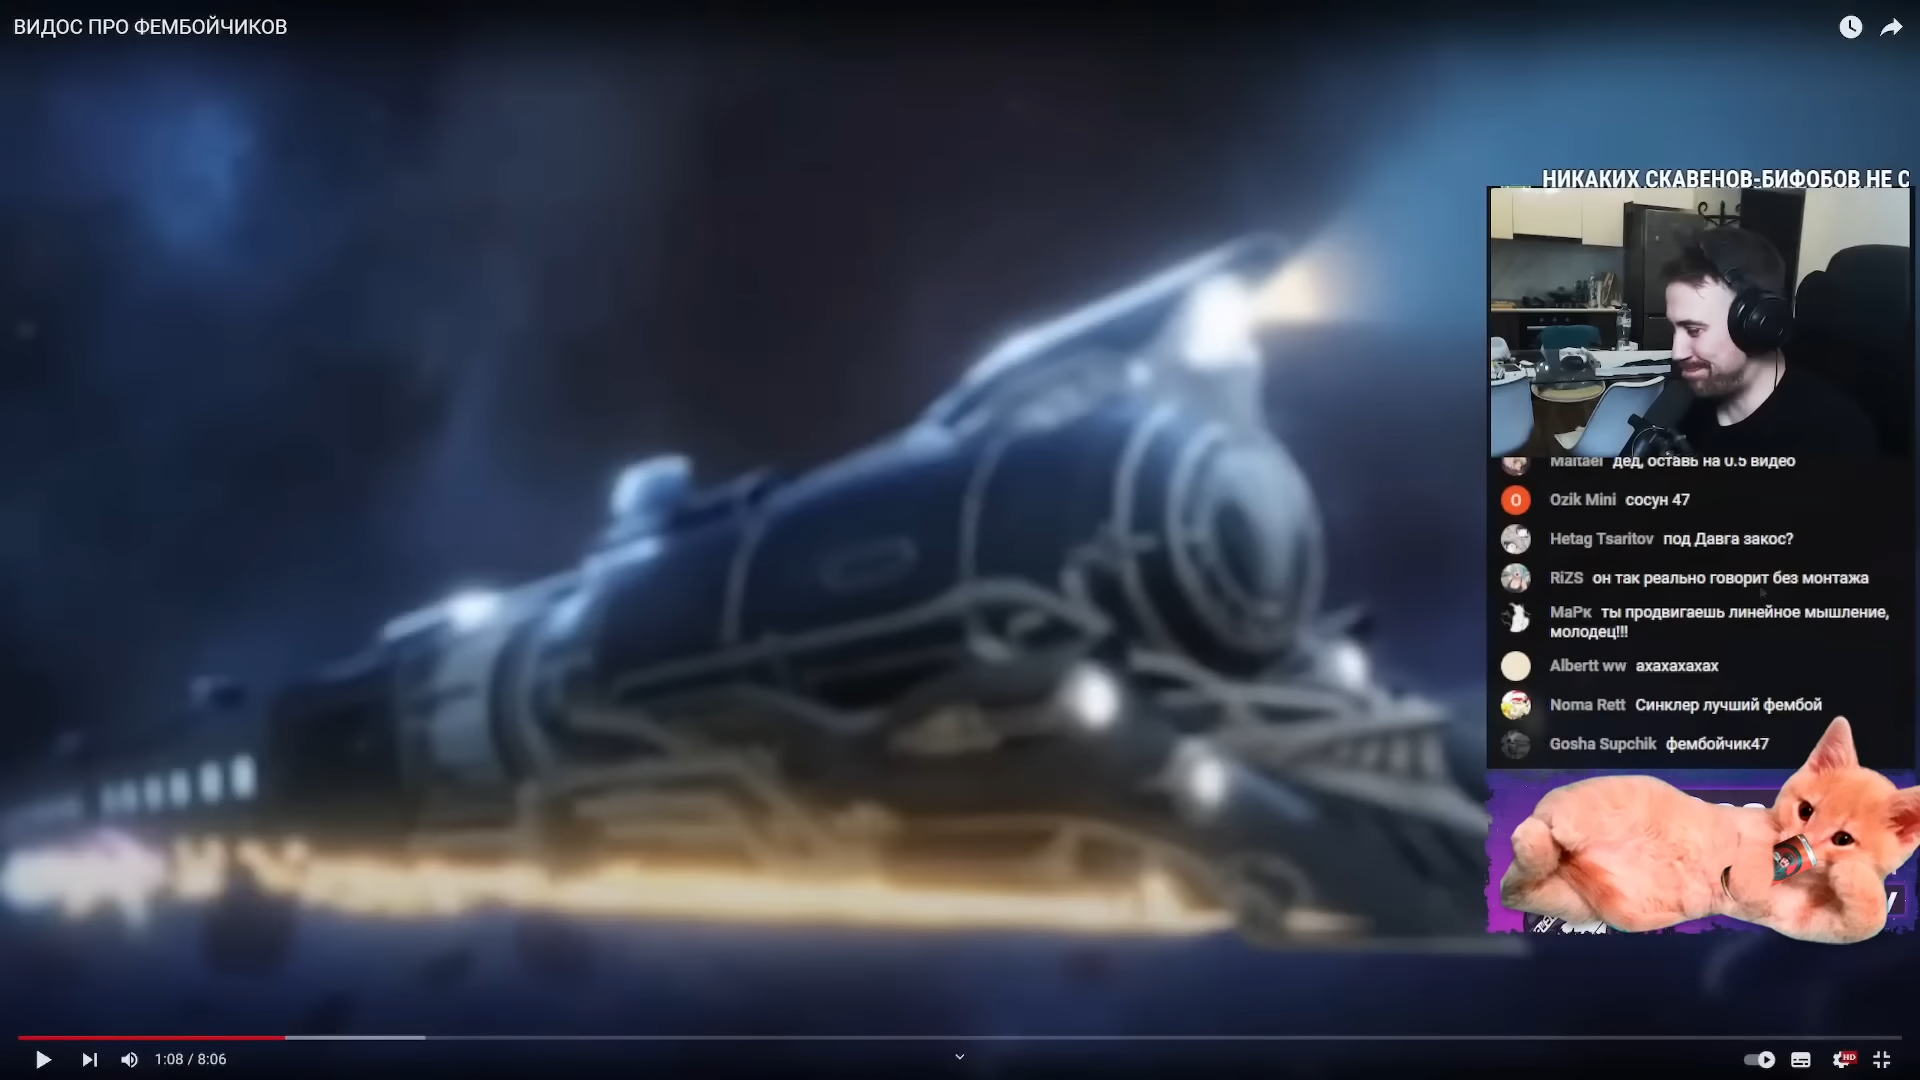 ВИДОС ПРО ФЕМБОЙЧИКОВ
НИКАКИХ СКАВЕНОВ-БИФОБОВ НЕ С
Maltael дед, оставь на 0.5 видео
O Ozik Mini сосун 47
Hetag Tsaritov под Давга закос?
RiZS он так реально говорит без монтажа
МаРк ты продвигаешь линейное мышление,
молодец!!!
Albertt ww ахахахахах
Noma Rett Синклер лучший фембой
Gosha Supchik фембойчик47
1:08 / 8:06
HD